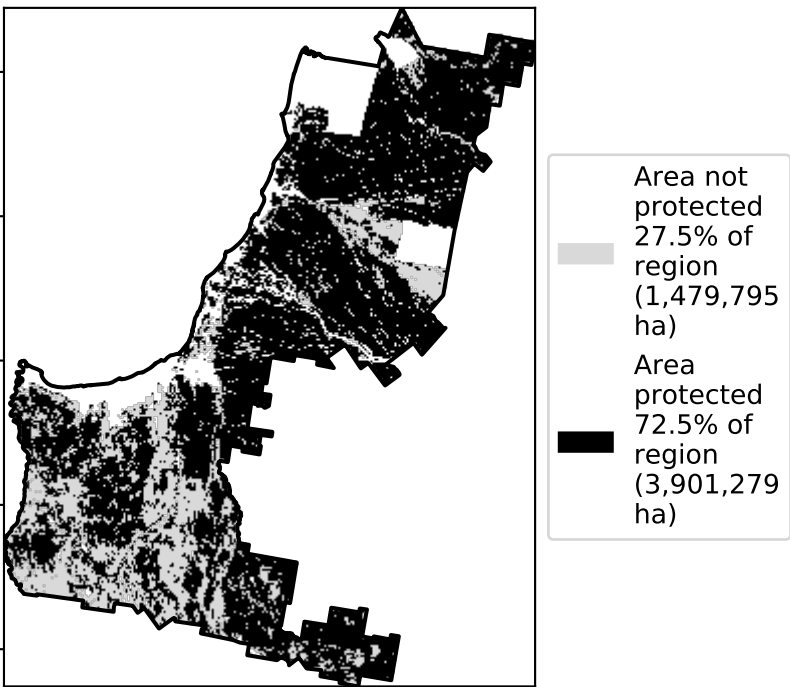 Area not
protected
27.5% of
region
(1,479,795
ha)
Area
protected
72.5% of
region
(3,901,279
ha)